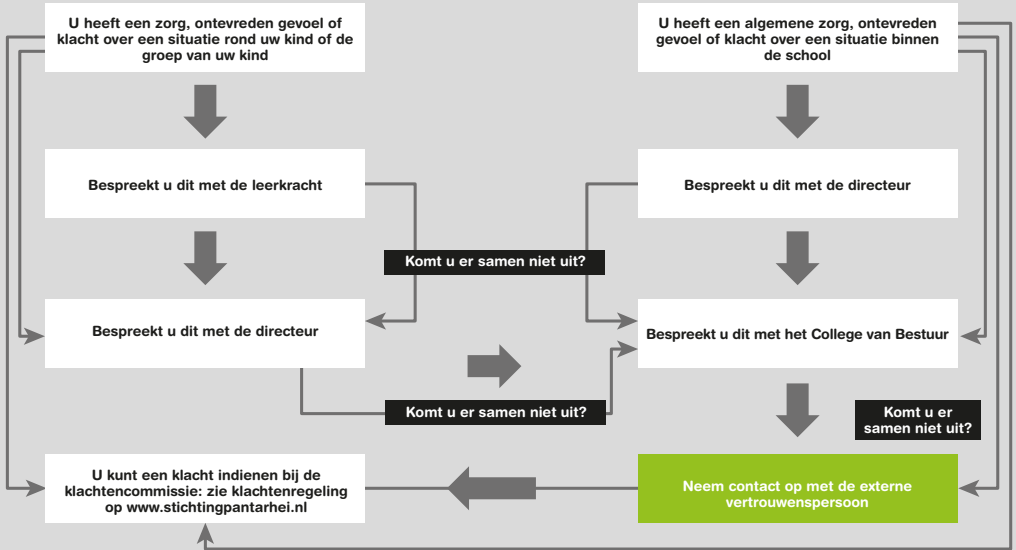 U heeft een zorg, ontevreden gevoel of
klacht over een situatie rond uw kind of de
groep van uw kind
U heeft een algemene zorg, ontevreden
gevoel of klacht over een situatie binnen
de school
Bespreekt u dit met de leerkracht
Bespreekt u dit met de directeur
Komt u er samen niet uit?
Bespreekt u dit met de directeur
Bespreekt u dit met het College van Bestuur
Komt u er samen niet uit?
Komt u er
samen niet uit?
U kunt een klacht indienen bij de
klachtencommissie: zie klachtenregeling
op www.stichtingpantarhei.nl
Neem contact op met de externe
vertrouwenspersoon